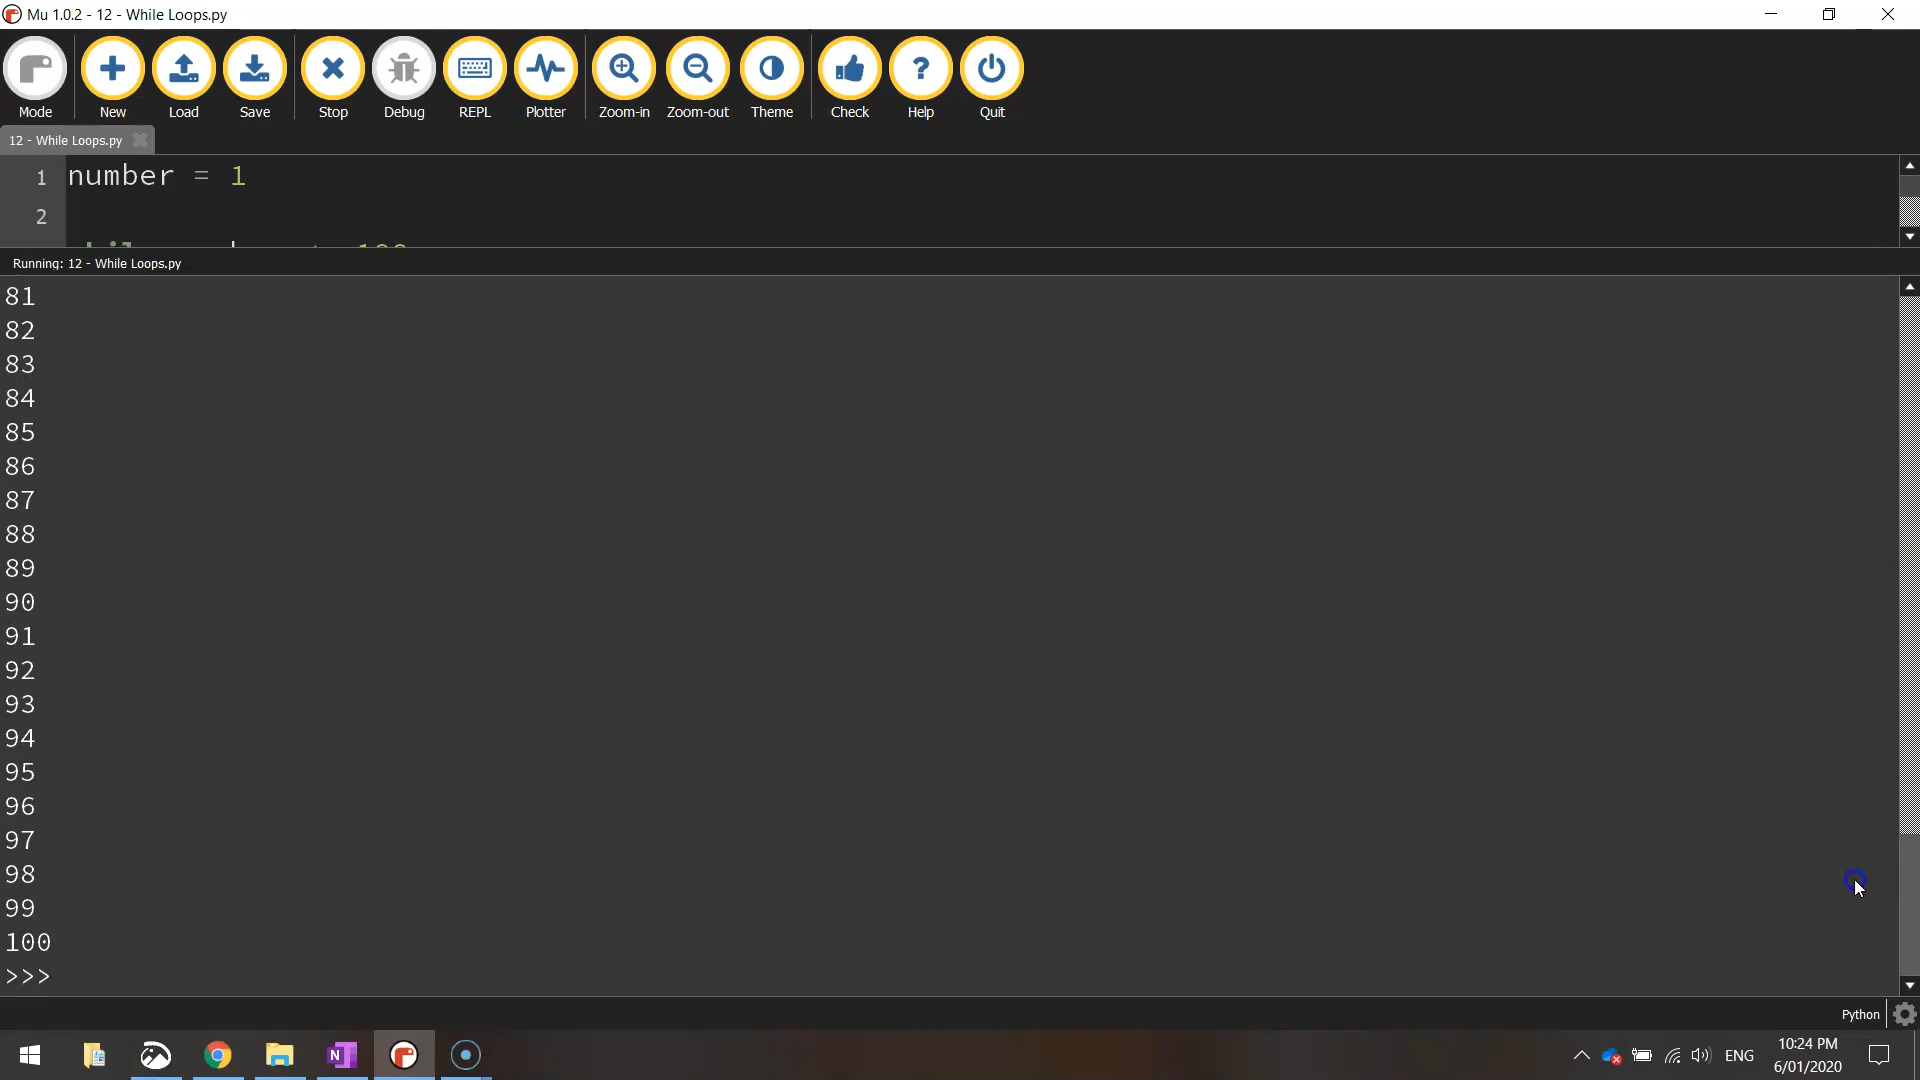 Mu 1.0.2 - 12 - While Loops.py
Mode New Load Save Stop Debug REPL Plotter Zoom-in Zoom-out Theme Check Help Quit
12 - While Loops.py
1 number = 1
2
Running: 12 - While Loops.py
81
82
83
84
85
86
87
88
89
90
91
92
93
94
95
96
97
98
99
100
>>>
Python
ENG
10:24 PM
6/01/2020